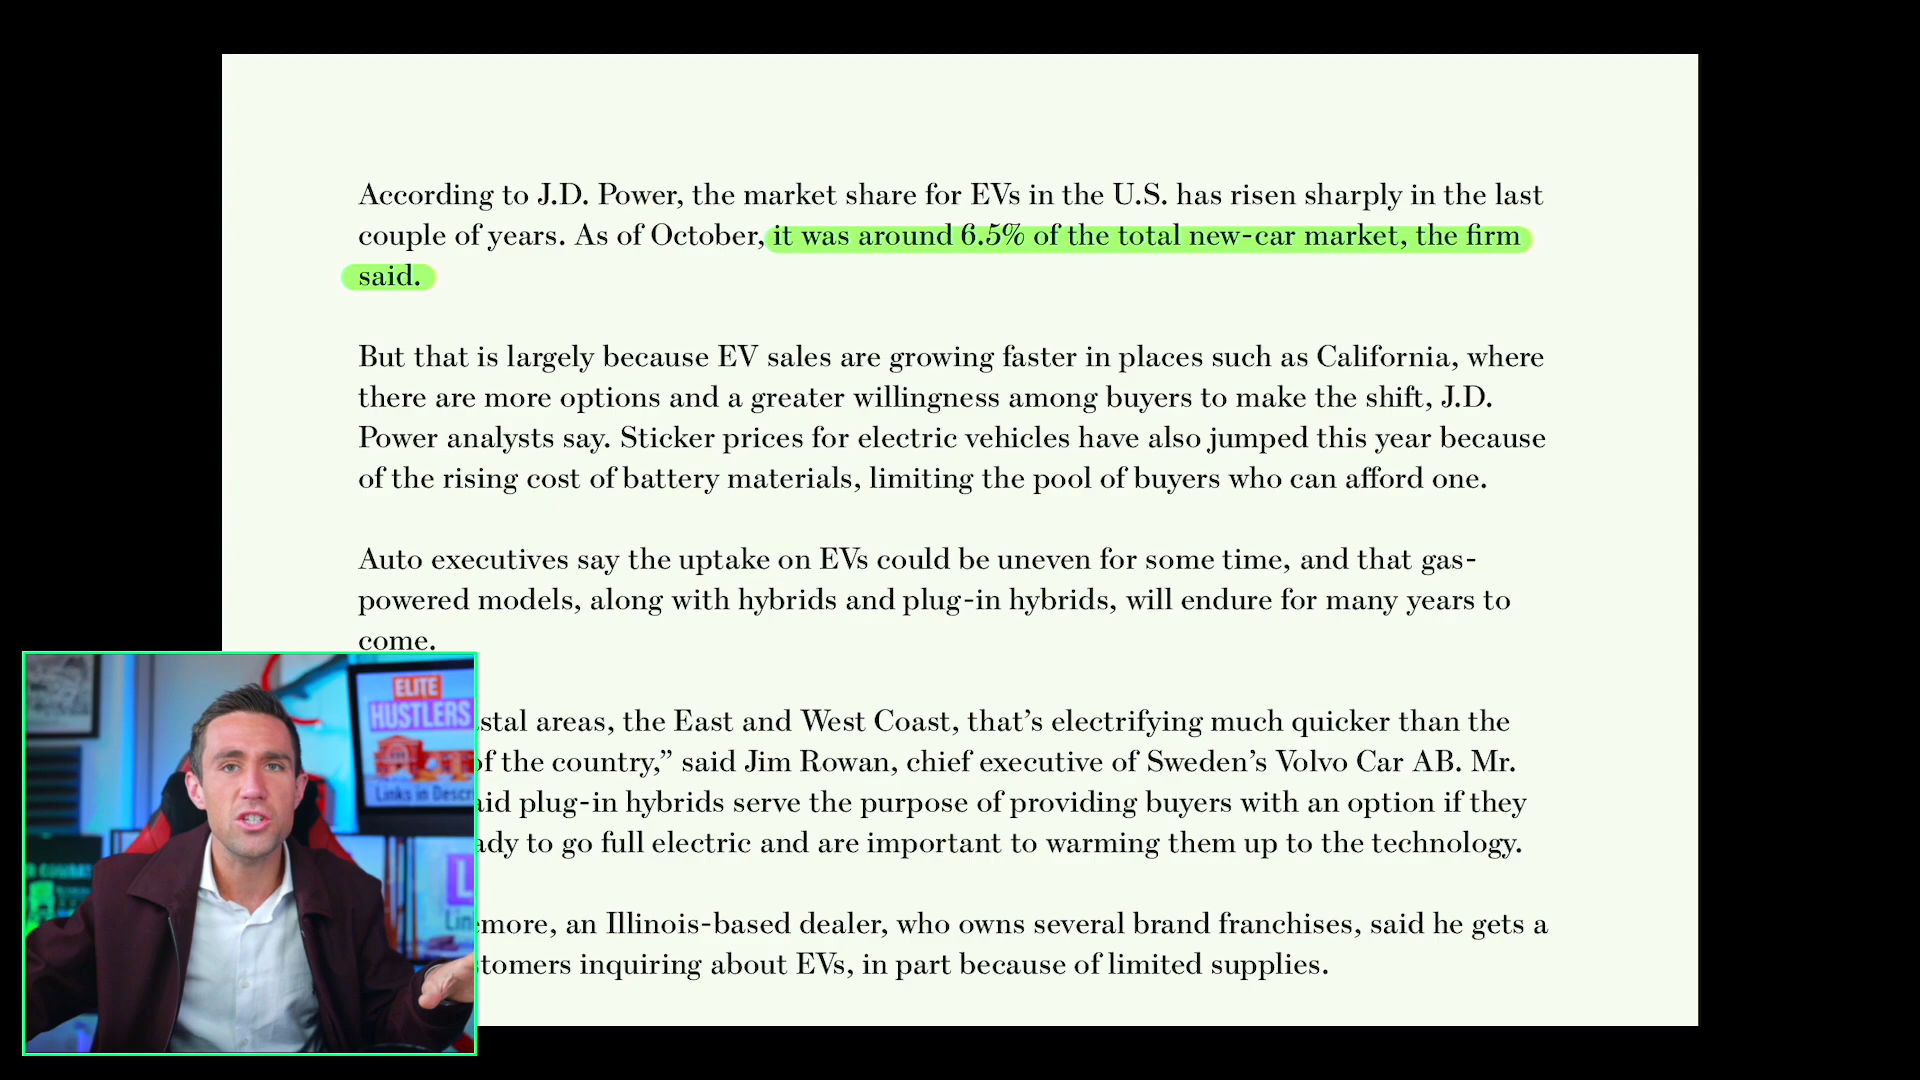 According to J.D. Power, the market share for EVs in the U.S. has risen sharply in the last
couple of years. As of October, it was around 6.5% of the total new-car market, the firm
said.
But that is largely because EV sales are growing faster in places such as California, where
there are more options and a greater willingness among buyers to make the shift, J.D.
Power analysts say. Sticker prices for electric vehicles have also jumped this year because
of the rising cost of battery materials, limiting the pool of buyers who can afford one.
Auto executives say the uptake on EVs could be uneven for some time, and that gas-
powered models, along with hybrids and plug-in hybrids, will endure for many years to
come.
areas, the East and West Coast, that’s electrifying much quicker than the
of the country,” said Jim Rowan, chief executive of Sweden’s Volvo Car AB. Mr.
plug-in hybrids serve the purpose of providing buyers with an option if they
to go full electric and are important to warming them up to the technology.
an Illinois-based dealer, who owns several brand franchises, said he gets a
inquiring about EVs, in part because of limited supplies.
ELITE
HUSTLERS
Links in